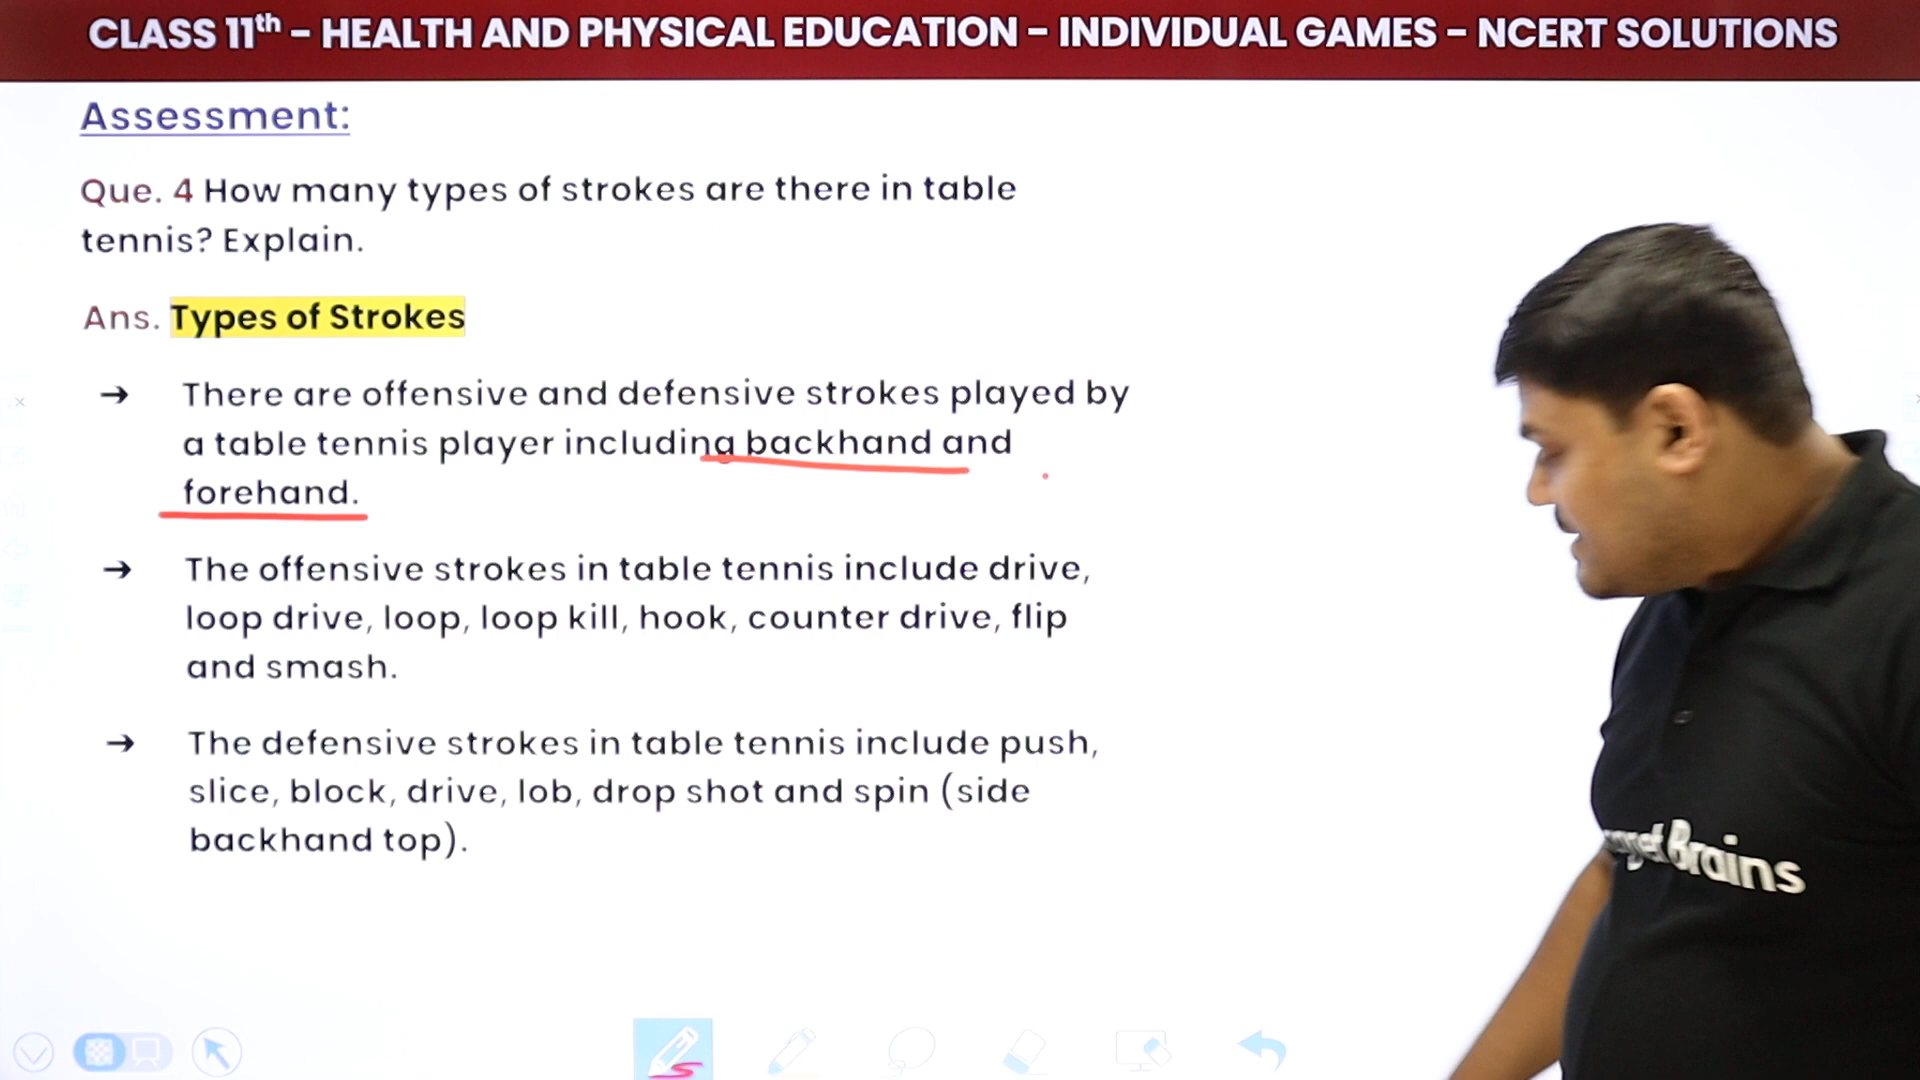 CLASS 11th – HEALTH AND PHYSICAL EDUCATION – INDIVIDUAL GAMES – NCERT SOLUTIONS
Assessment:
Que. 4 How many types of strokes are there in table
tennis? Explain.
Ans. Types of Strokes
➔ There are offensive and defensive strokes played by
a table tennis player including backhand and
forehand.
➔ The offensive strokes in table tennis include drive,
loop drive, loop, loop kill, hook, counter drive, flip
and smash.
➔ The defensive strokes in table tennis include push,
slice, block, drive, lob, drop shot and spin (side
backhand top).
Brains